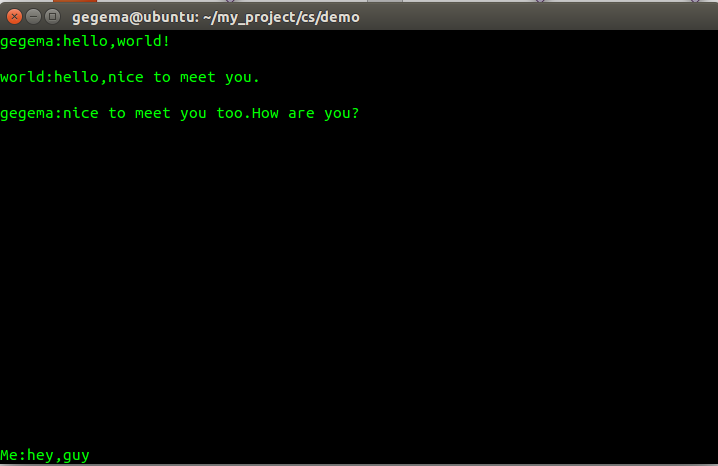 gegema@ubuntu: ~/my_project/cs/demo
gegema:hello,world!
world:hello,nice to meet you.
gegema:nice to meet you too.How are you?
Me:hey,guy